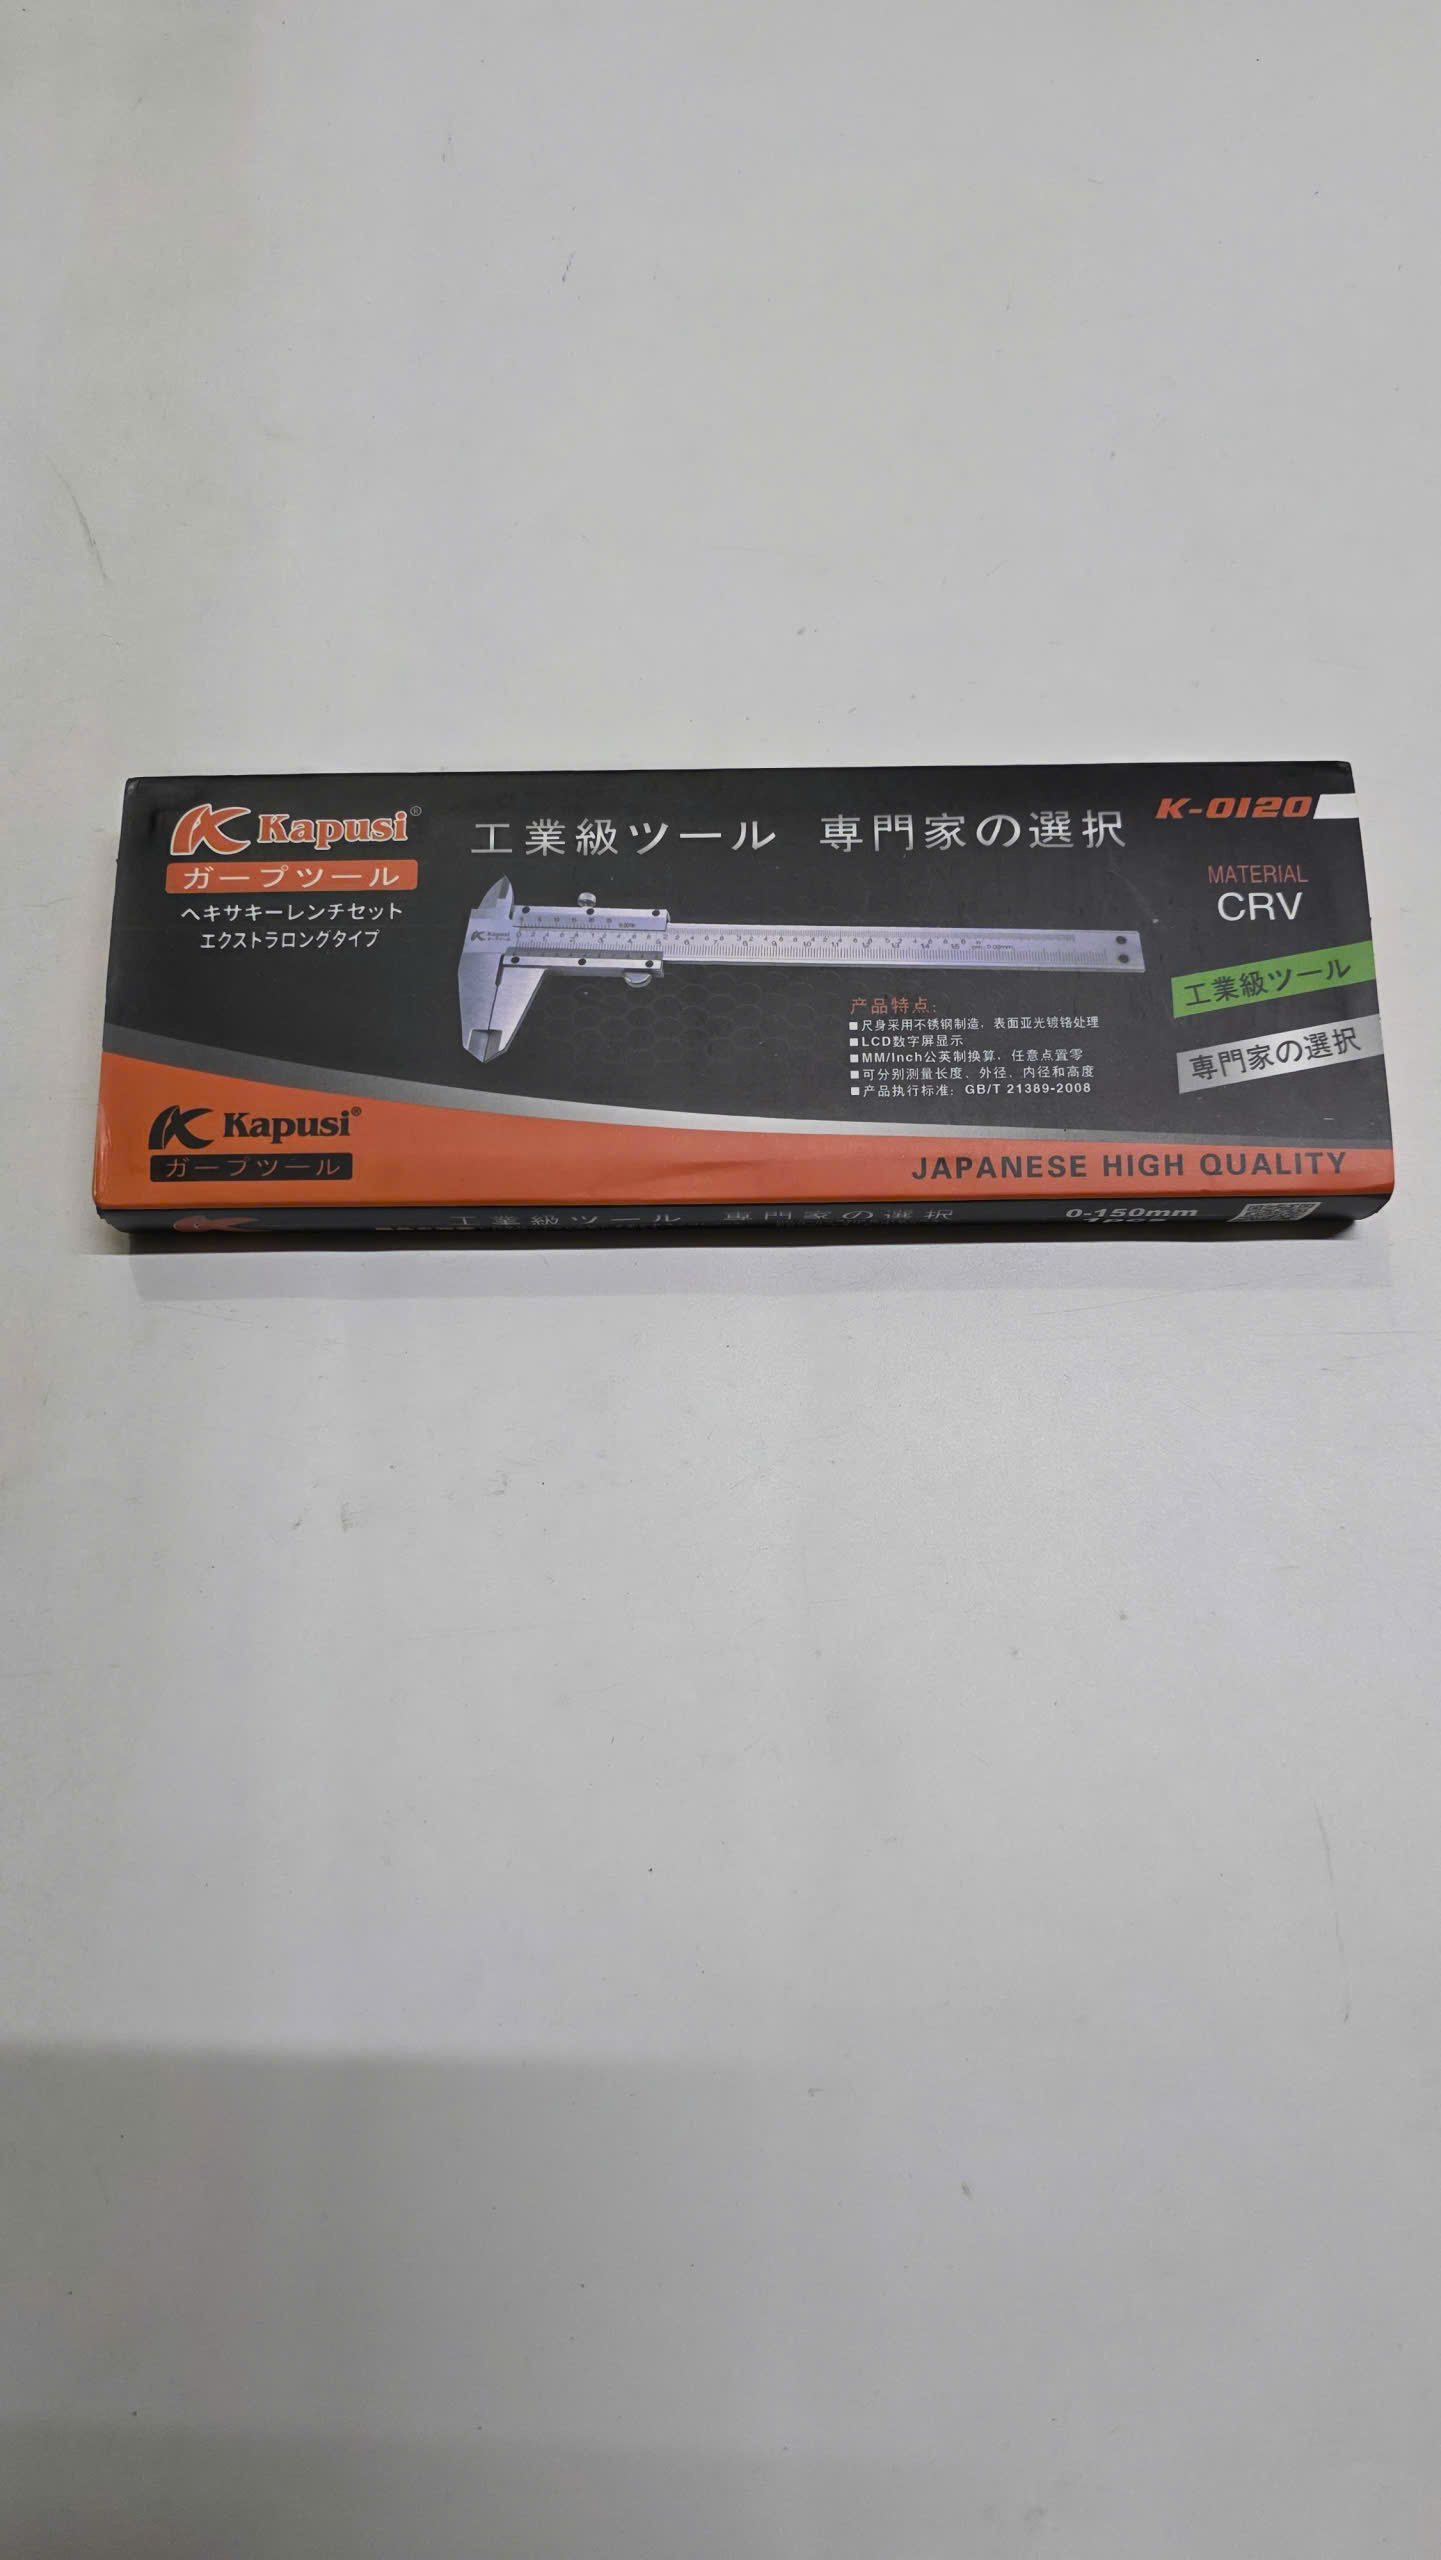 Kapusi®
ガープツール
ヘキサキーレンチセット
エクストラロングタイプ
工業級ツール 専門家の選択
K-0120
MATERIAL
CRV
工業級ツール
専門家の選択
产品特点:
■尺身采用不锈钢制造，表面亚光镀铬处理
■LCD数字屏显示
■MM/Inch公英制换算，任意点置零
■可分别测量长度、外径、内径和高度
■产品执行标准：GB/T 21389-2008
Kapusi®
ガープツール
JAPANESE HIGH QUALITY
工業級ツール 専門家の選択
0-150mm